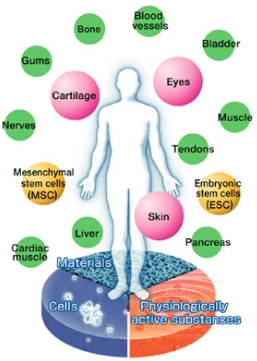 Blood
vessels
Bone
Bladder
Gums
Eyes
Cartilage
Muscle
Nerves
Tendons
Mesenchymal
stem cells
(MSC)
Embryonic
stem cells
(ESC)
Skin
Liver
Cardiac
muscle
Pancreas
Materials
Cells
Physiologically
active substances